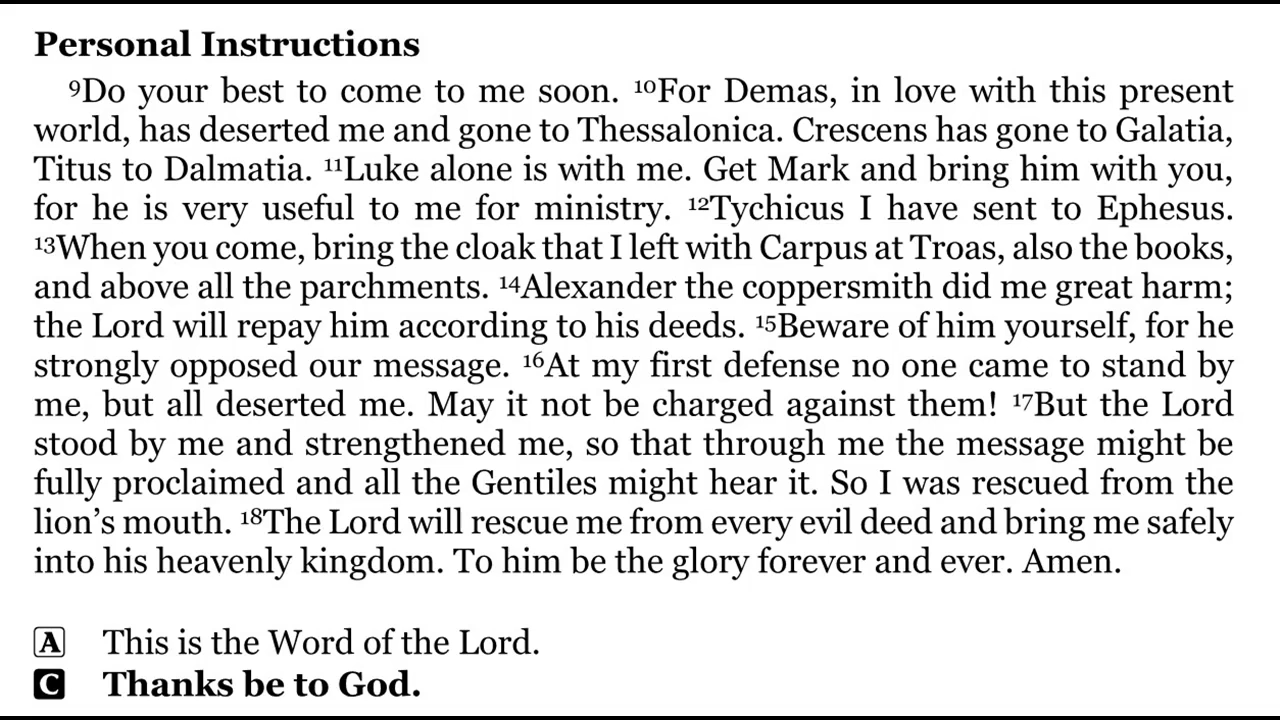 Personal Instructions
⁹Do your best to come to me soon. ¹⁰For Demas, in love with this present
world, has deserted me and gone to Thessalonica. Crescens has gone to Galatia,
Titus to Dalmatia. ¹¹Luke alone is with me. Get Mark and bring him with you,
for he is very useful to me for ministry. ¹²Tychicus I have sent to Ephesus.
¹³When you come, bring the cloak that I left with Carpus at Troas, also the books,
and above all the parchments. ¹⁴Alexander the coppersmith did me great harm;
the Lord will repay him according to his deeds. ¹⁵Beware of him yourself, for he
strongly opposed our message. ¹⁶At my first defense no one came to stand by
me, but all deserted me. May it not be charged against them! ¹⁷But the Lord
stood by me and strengthened me, so that through me the message might be
fully proclaimed and all the Gentiles might hear it. So I was rescued from the
lion’s mouth. ¹⁸The Lord will rescue me from every evil deed and bring me safely
into his heavenly kingdom. To him be the glory forever and ever. Amen.
A This is the Word of the Lord.
C Thanks be to God.